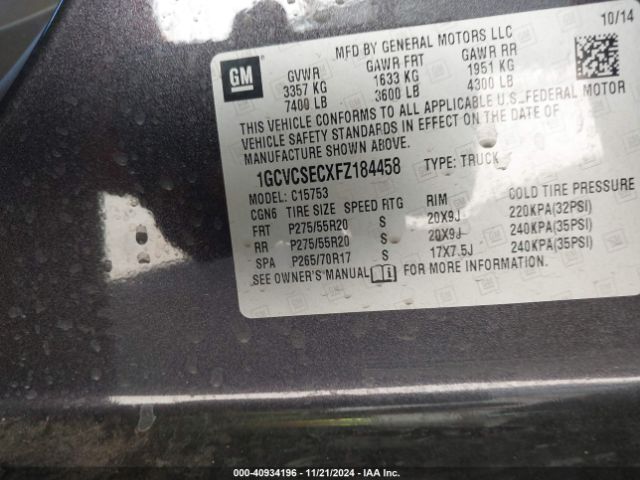 MFD BY GENERAL MOTORS LLC
10/14
GM
GVWR GAWR FRT GAWR RR
3357 KG 1633 KG 1951 KG
7400 LB 3600 LB 4300 LB
THIS VEHICLE CONFORMS TO ALL APPLICABLE U.S. FEDERAL MOTOR
VEHICLE SAFETY STANDARDS IN EFFECT ON THE DATE OF
MANUFACTURE SHOWN ABOVE.
1GCVCSECXFZ184458 TYPE: TRUCK
MODEL: C15753
CGN6 TIRE SIZE SPEED RTG RIM COLD TIRE PRESSURE
FRT P275/55R20 S 20X9J 220KPA(32PSI)
RR P275/55R20 S 20X9J 240KPA(35PSI)
SPA P265/70R17 S 17X7.5J 240KPA(35PSI)
SEE OWNER'S MANUAL i FOR MORE INFORMATION.
000-40934196 - 11/21/2024 - IAA Inc.